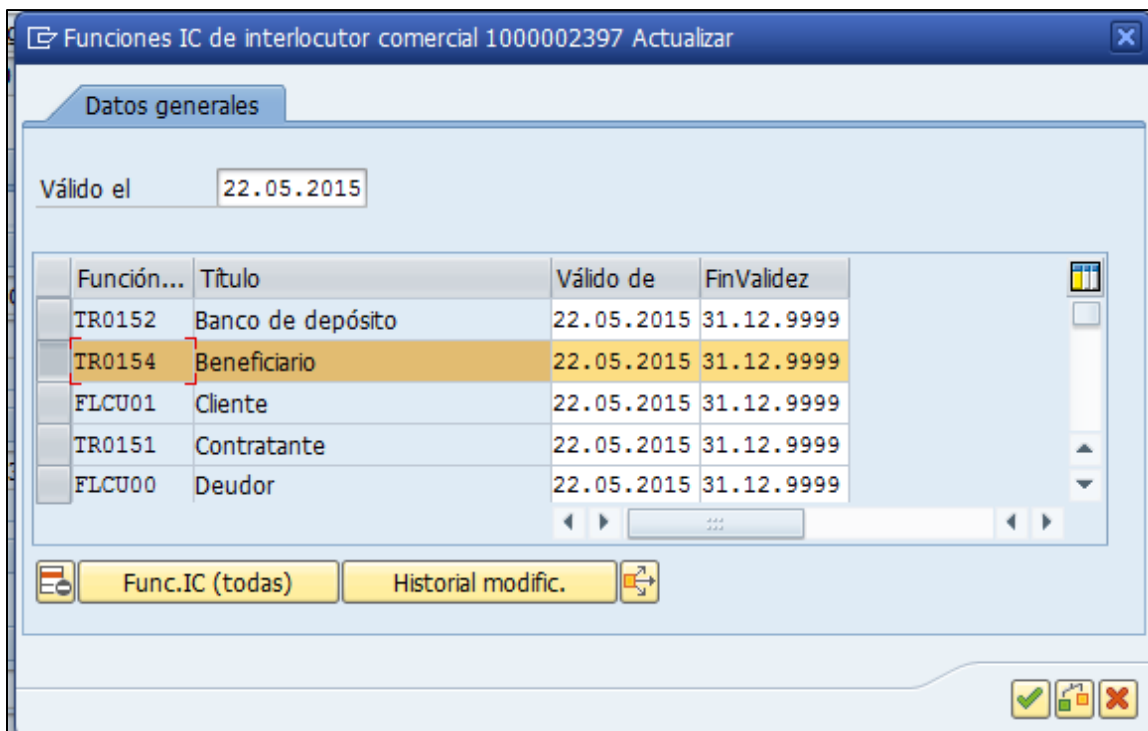 Funciones IC de interlocutor comercial 1000002397 Actualizar
Datos generales
Válido el 22.05.2015
Función... Título Válido de FinValidez
TR0152 Banco de depósito 22.05.2015 31.12.9999
TR0154 Beneficiario 22.05.2015 31.12.9999
FLCU01 Cliente 22.05.2015 31.12.9999
TR0151 Contratante 22.05.2015 31.12.9999
FLCU00 Deudor 22.05.2015 31.12.9999
Func.IC (todas) Historial modific.